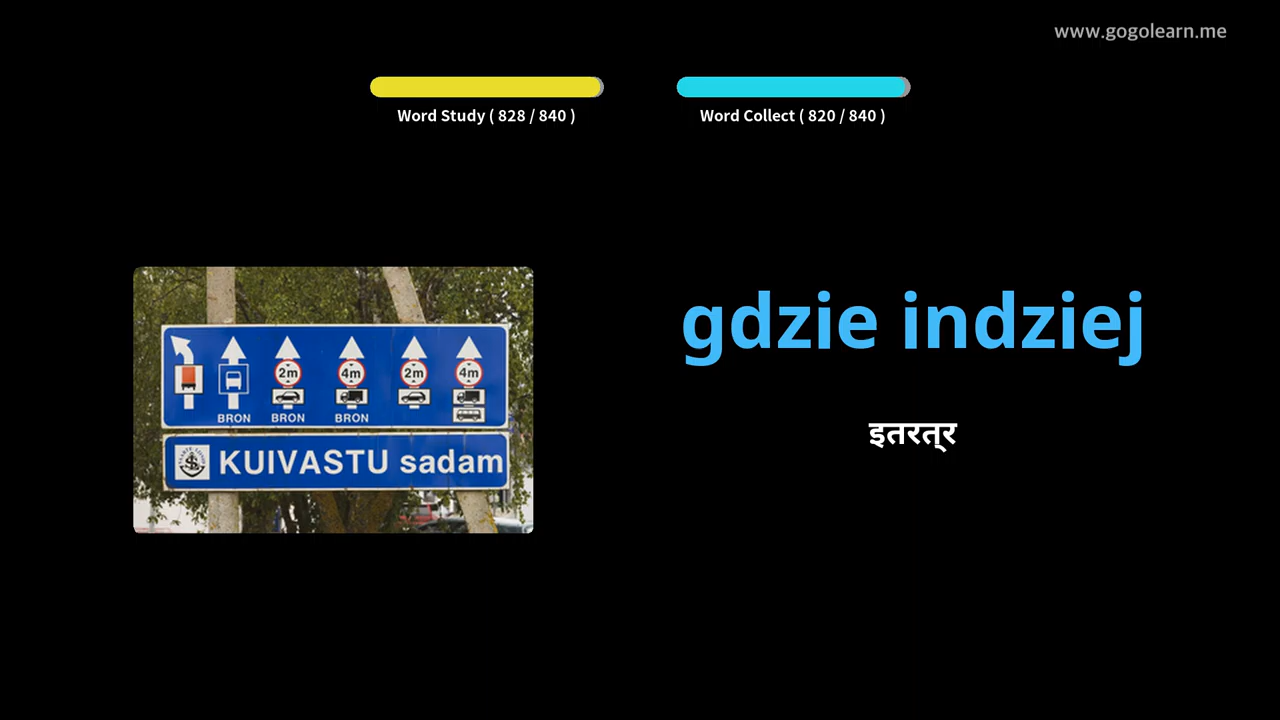 www.gogolearn.me
Word Study ( 828 / 840 )
Word Collect ( 820 / 840 )
gdzie indziej
इतरत्र
2m
4m
2m
4m
BRON
BRON
BRON
KUIVASTU sadam